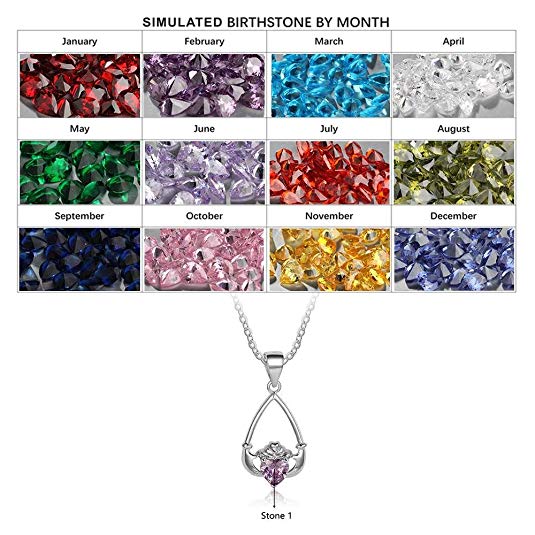 SIMULATED BIRTHSTONE BY MONTH
January February March April
May June July August
September October November December
Stone 1